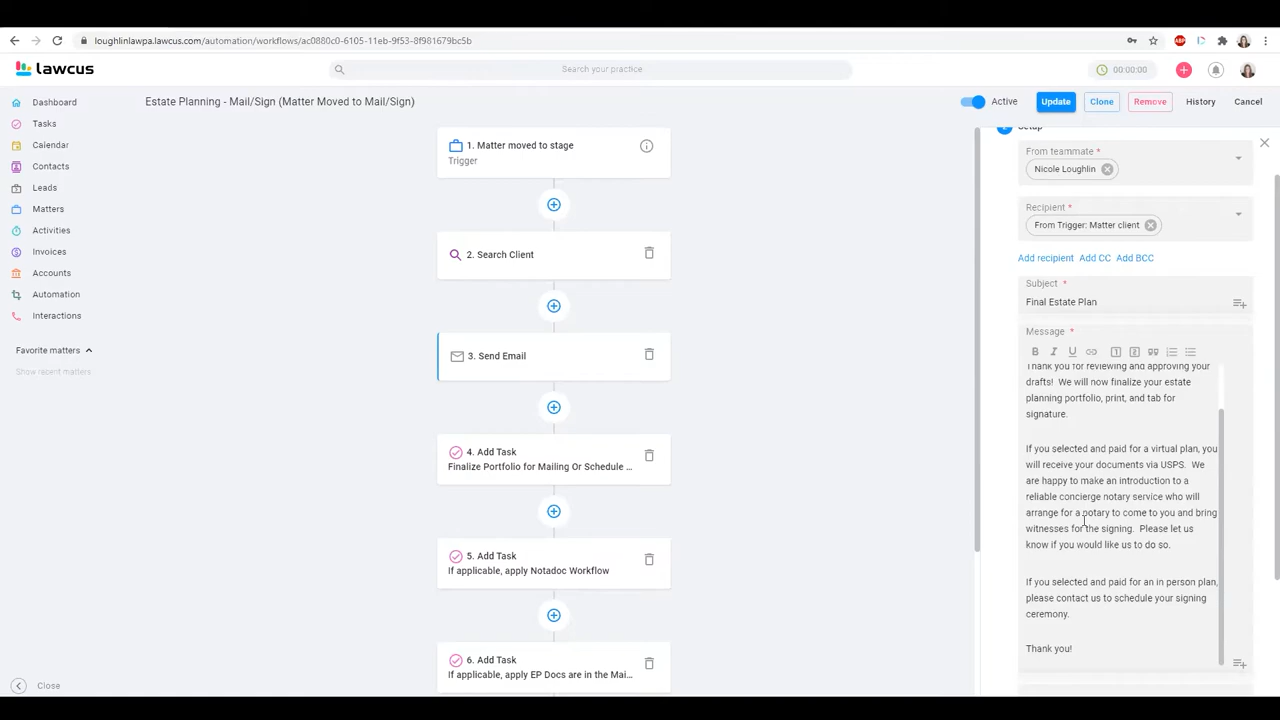 loughlinlawpa.lawcus.com/automation/workflows/ac0880c0-6105-11eb-9f53-8f981679bc5b
ABP
lawcus
Search your practice
00:00:00
Dashboard
Tasks
Calendar
Contacts
Leads
Matters
Activities
Invoices
Accounts
Automation
Interactions
Favorite matters
Show recent matters
Close
Estate Planning - Mail/Sign (Matter Moved to Mail/Sign)
Active
Update
Clone
Remove
History
Cancel
1. Matter moved to stage
Trigger
2. Search Client
3. Send Email
4. Add Task
Finalize Portfolio for Mailing Or Schedule ...
5. Add Task
If applicable, apply Notadoc Workflow
6. Add Task
If applicable, apply EP Docs are in the Mai...
Setup
From teammate *
Nicole Loughlin
Recipient *
From Trigger: Matter client
Add recipient Add CC Add BCC
Subject *
Final Estate Plan
Message *
Thank you for reviewing and approving your
drafts! We will now finalize your estate
planning portfolio, print, and tab for
signature.
If you selected and paid for a virtual plan, you
will receive your documents via USPS. We
are happy to make an introduction to a
reliable concierge notary service who will
arrange for a notary to come to you and bring
witnesses for the signing. Please let us
know if you would like us to do so.
If you selected and paid for an in person plan,
please contact us to schedule your signing
ceremony.
Thank you!